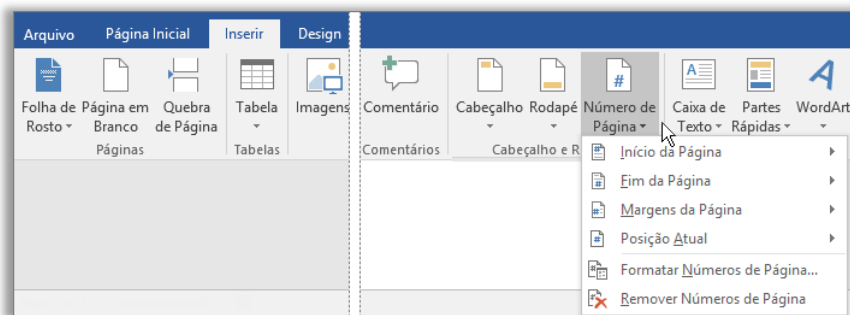 Arquivo Página Inicial Inserir Design
Folha de Rosto
Página em Branco
Quebra de Página
Tabela
Imagens
Comentário
Cabeçalho
Rodapé
Número de Página
Caixa de Texto
Partes Rápidas
WordArt
Páginas
Tabelas
Comentários
Cabeçalho e R
Início da Página
Fim da Página
Margens da Página
Posição Atual
Formatar Números de Página...
Remover Números de Página